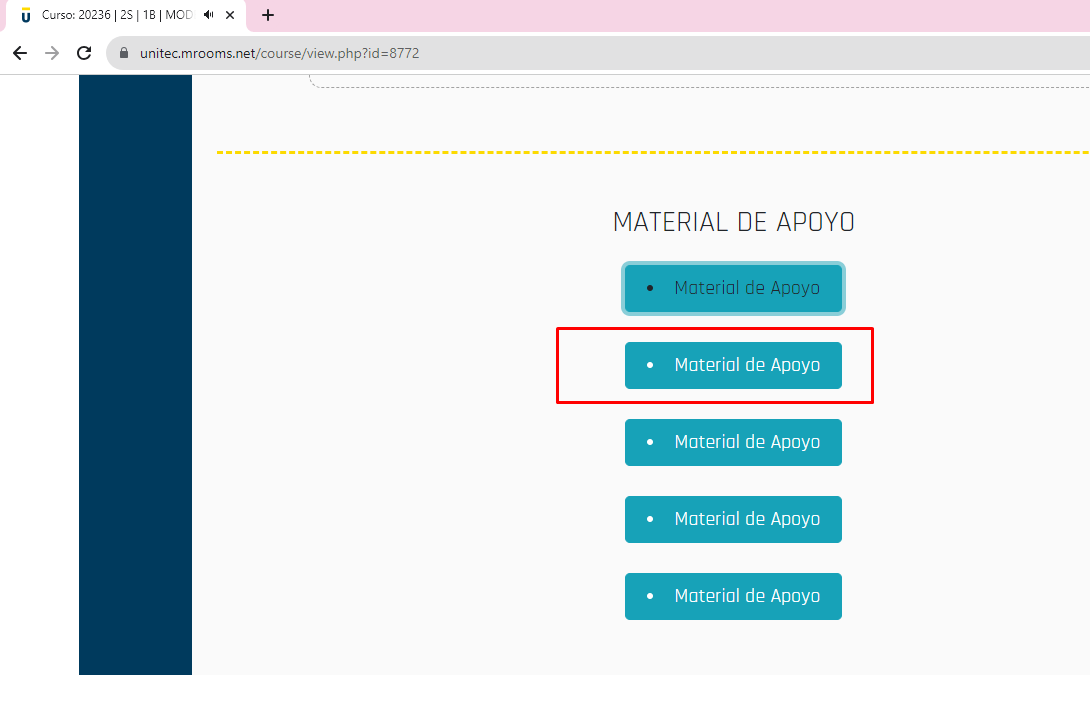 Curso: 20236 | 2S | 1B | MOD
unitec.mrooms.net/course/view.php?id=8772
MATERIAL DE APOYO
• Material de Apoyo
• Material de Apoyo
• Material de Apoyo
• Material de Apoyo
• Material de Apoyo